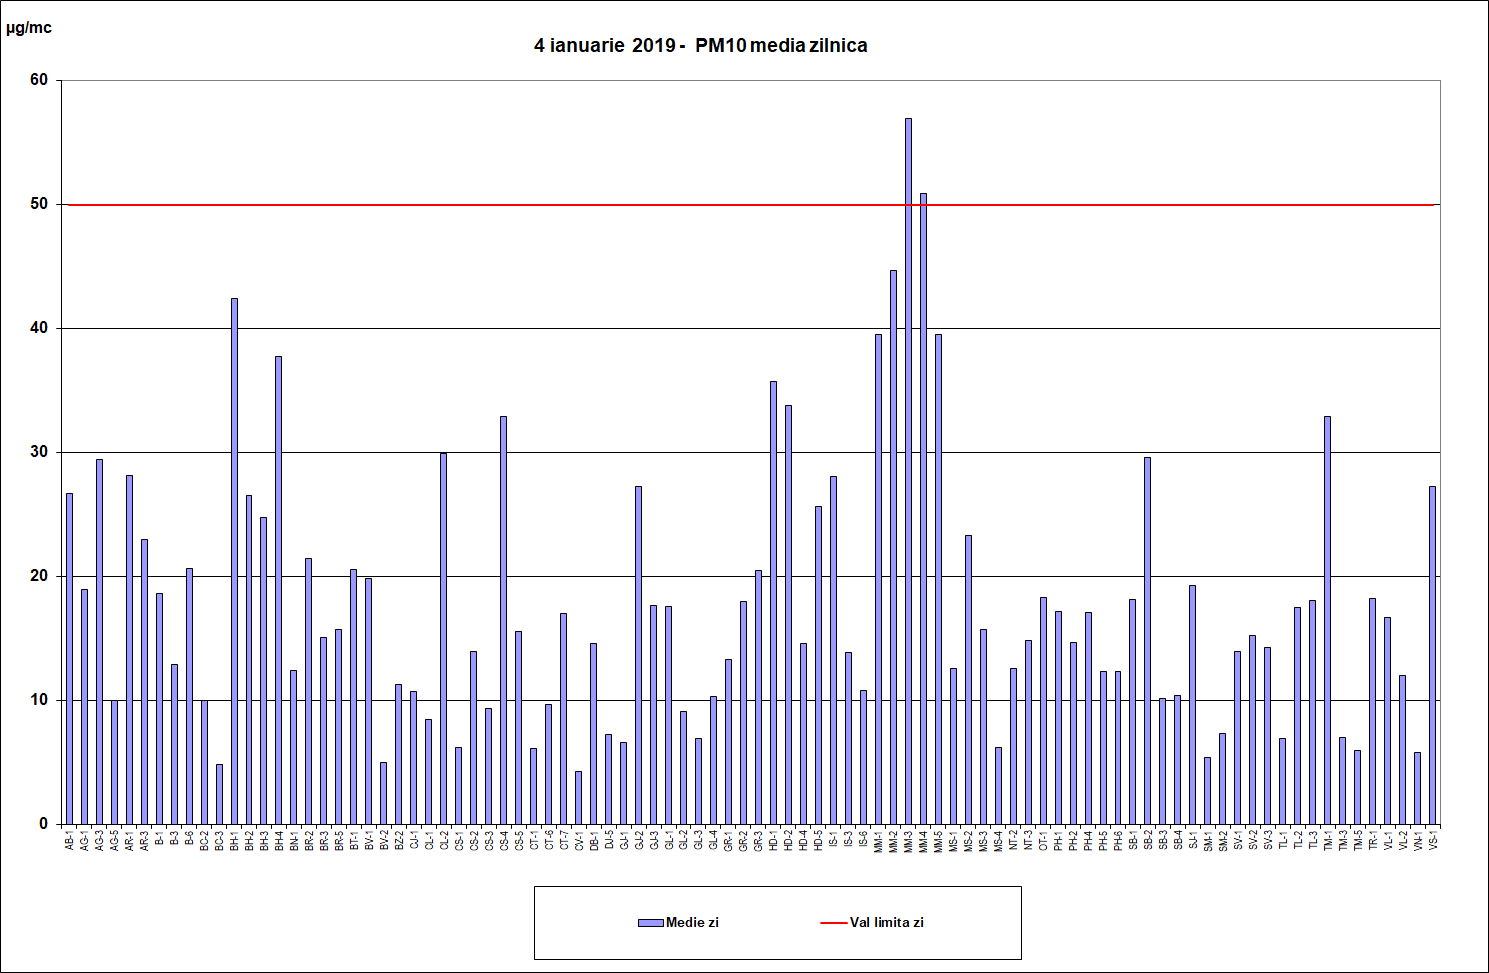 µg/mc
4 ianuarie 2019 - PM10 media zilnica
60
50
40
30
20
10
0
AB-1 AG-1 AG-3 AG-5 AR-1 AR-3 B-1 B-3 B-6 BC-2 BC-3 BH-1 BH-2 BH-3 BH-4 BN-1 BR-2 BR-3 BR-5 BT-1 BV-1 BV-2 BZ-2 CJ-1 CL-1 CL-2 CS-1 CS-2 CS-3 CS-4 CS-5 CT-1 CT-6 CT-7 CV-1 DB-1 DJ-5 GJ-1 GJ-2 GJ-3 GL-1 GL-2 GL-3 GL-4 GR-1 GR-2 GR-3 HD-1 HD-2 HD-4 HD-5 IS-1 IS-3 IS-6 MM-1 MM-2 MM-3 MM-4 MM-5 MS-1 MS-2 MS-3 MS-4 NT-2 NT-3 OT-1 PH-1 PH-2 PH-4 PH-5 PH-6 SB-1 SB-2 SB-3 SB-4 SJ-1 SM-1 SM-2 SV-1 SV-2 SV-3 TL-1 TL-2 TL-3 TM-1 TM-3 TM-5 TR-1 VL-1 VL-2 VN-1 VS-1
Medie zi
Val limita zi